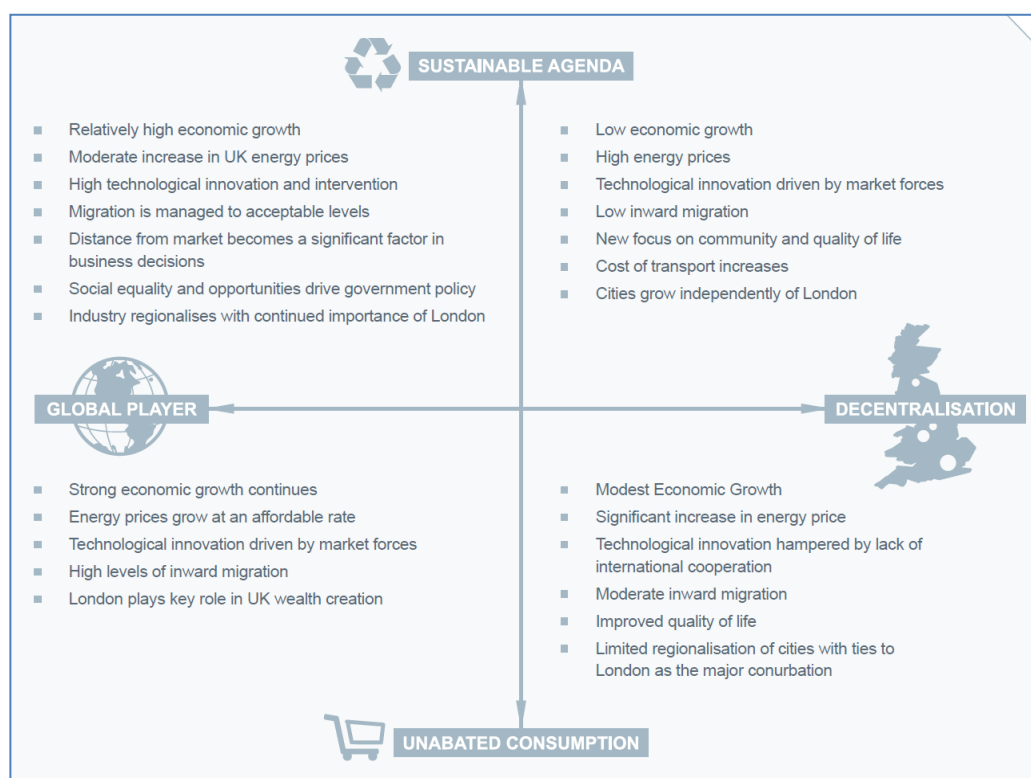 SUSTAINABLE AGENDA
Relatively high economic growth
Moderate increase in UK energy prices
High technological innovation and intervention
Migration is managed to acceptable levels
Distance from market becomes a significant factor in
business decisions
Social equality and opportunities drive government policy
Industry regionalises with continued importance of London
Low economic growth
High energy prices
Technological innovation driven by market forces
Low inward migration
New focus on community and quality of life
Cost of transport increases
Cities grow independently of London
GLOBAL PLAYER
DECENTRALISATION
Strong economic growth continues
Energy prices grow at an affordable rate
Technological innovation driven by market forces
High levels of inward migration
London plays key role in UK wealth creation
Modest Economic Growth
Significant increase in energy price
Technological innovation hampered by lack of
international cooperation
Moderate inward migration
Improved quality of life
Limited regionalisation of cities with ties to
London as the major conurbation
UNABATED CONSUMPTION